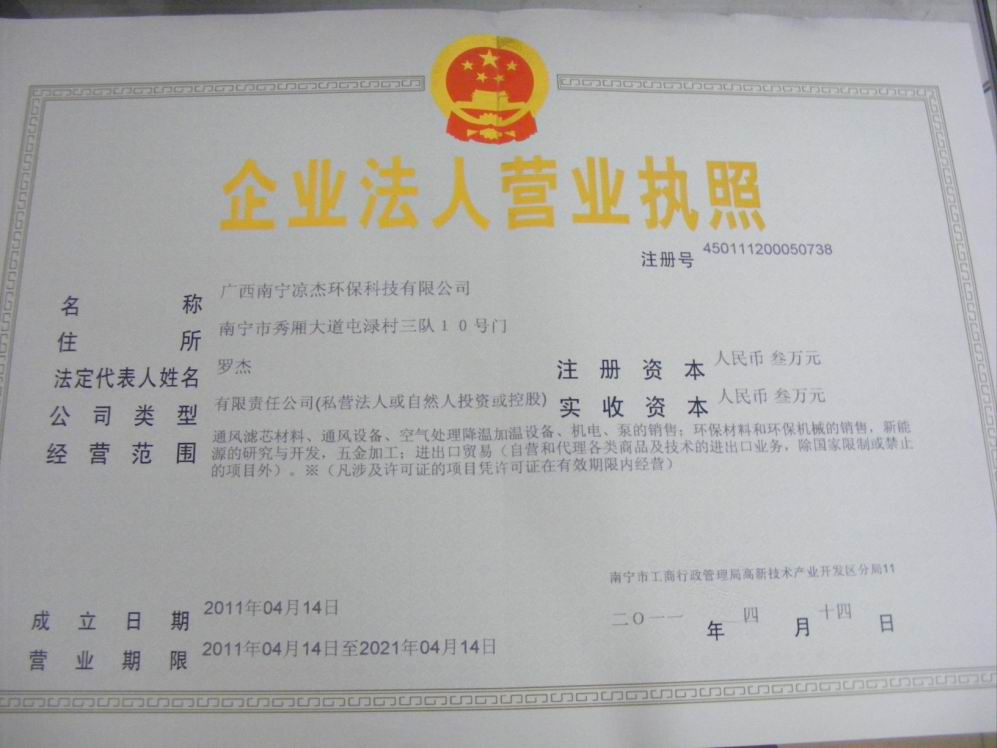 企业法人营业执照
注册号 450111200050738
名称 广西南宁凉杰环保科技有限公司
住所 南宁市秀厢大道屯渌村三队１０号门
法定代表人姓名 罗杰 注册资本 人民币 叁万元
公司类型 有限责任公司(私营法人或自然人投资或控股) 实收资本 人民币 叁万元
经营范围 通风滤芯材料、通风设备、空气处理降温加温设备、机电、泵的销售；环保材料和环保机械的销售，新能
源的研究与开发，五金加工；进出口贸易（自营和代理各类商品及技术的进出口业务，除国家限制或禁止
的项目外）。※（凡涉及许可证的项目凭许可证在有效期限内经营）
南宁市工商行政管理局高新技术产业开发区分局11
成立日期 2011年04月14日 二〇一一 年 四 月 十四 日
营业期限 2011年04月14日至2021年04月14日